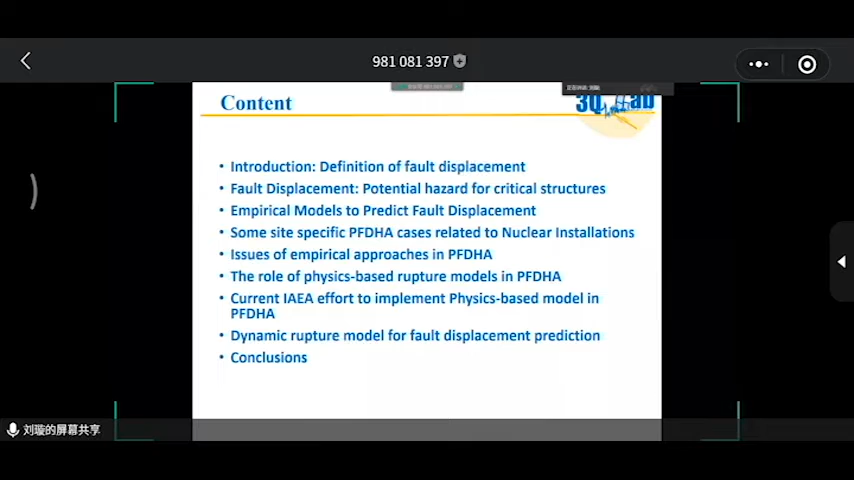 981 081 397
Content
3Q Lab
• Introduction: Definition of fault displacement
• Fault Displacement: Potential hazard for critical structures
• Empirical Models to Predict Fault Displacement
• Some site specific PFDHA cases related to Nuclear Installations
• Issues of empirical approaches in PFDHA
• The role of physics-based rupture models in PFDHA
• Current IAEA effort to implement Physics-based model in
PFDHA
• Dynamic rupture model for fault displacement prediction
• Conclusions
刘璇的屏幕共享